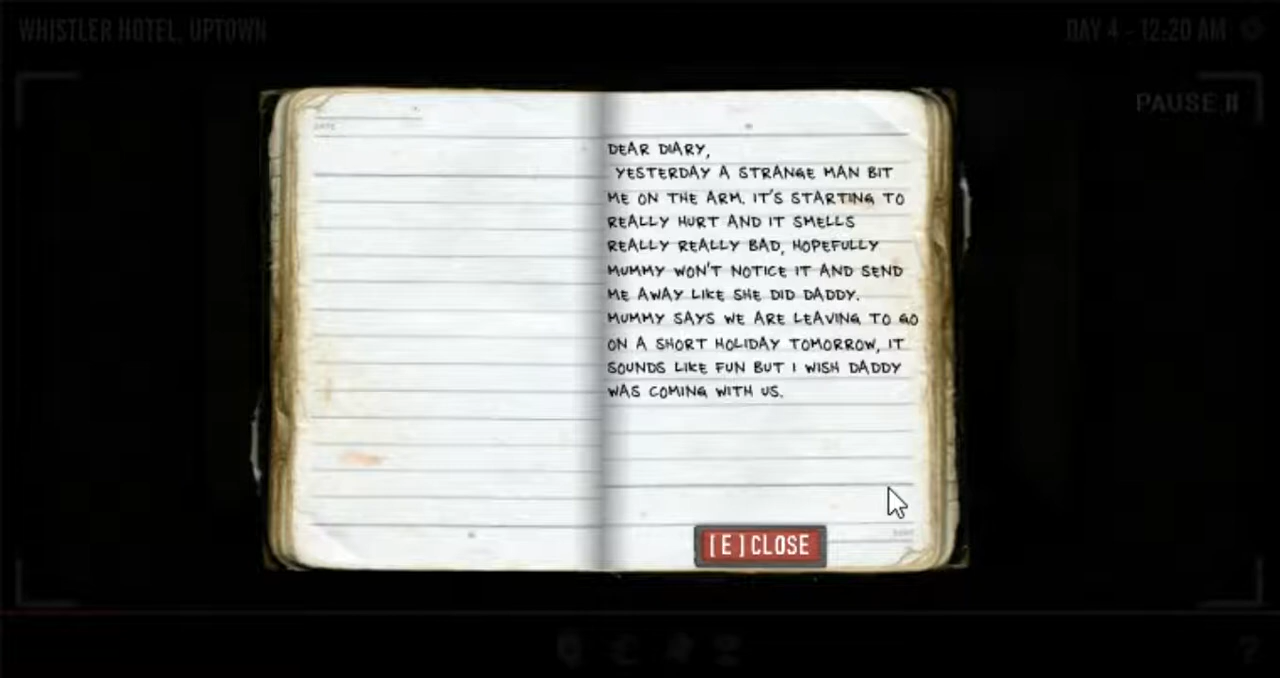 WHISTLER HOTEL, UPTOWN
DAY 4 - 12:20 AM
PAUSE II
DATE
DEAR DIARY,
YESTERDAY A STRANGE MAN BIT
ME ON THE ARM. IT'S STARTING TO
REALLY HURT AND IT SMELLS
REALLY REALLY BAD, HOPEFULLY
MUMMY WON'T NOTICE IT AND SEND
ME AWAY LIKE SHE DID DADDY.
MUMMY SAYS WE ARE LEAVING TO GO
ON A SHORT HOLIDAY TOMORROW, IT
SOUNDS LIKE FUN BUT I WISH DADDY
WAS COMING WITH US.
[E] CLOSE
?